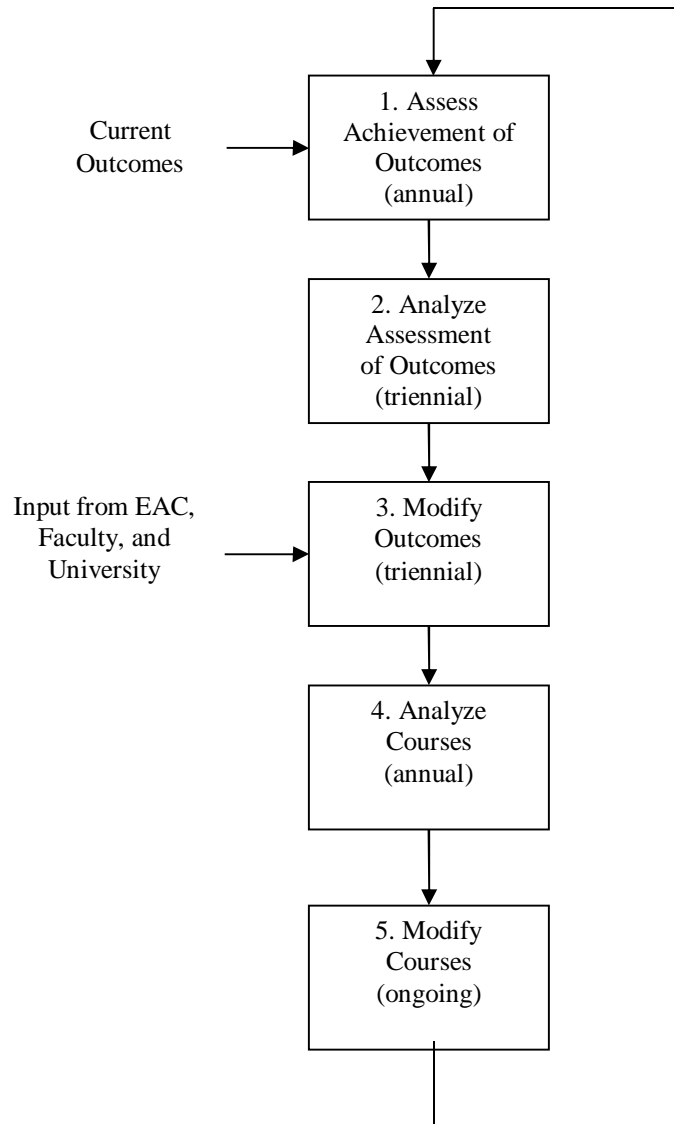 1. Assess
Achievement of
Outcomes
(annual)
Current
Outcomes
2. Analyze
Assessment
of Outcomes
(triennial)
Input from EAC,
Faculty, and
University
3. Modify
Outcomes
(triennial)
4. Analyze
Courses
(annual)
5. Modify
Courses
(ongoing)